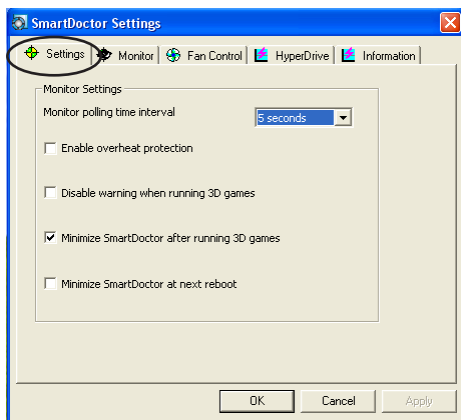 SmartDoctor Settings
Settings Monitor Fan Control HyperDrive Information
Monitor Settings
Monitor polling time interval 5 seconds
Enable overheat protection
Disable warning when running 3D games
Minimize SmartDoctor after running 3D games
Minimize SmartDoctor at next reboot
OK Cancel Apply